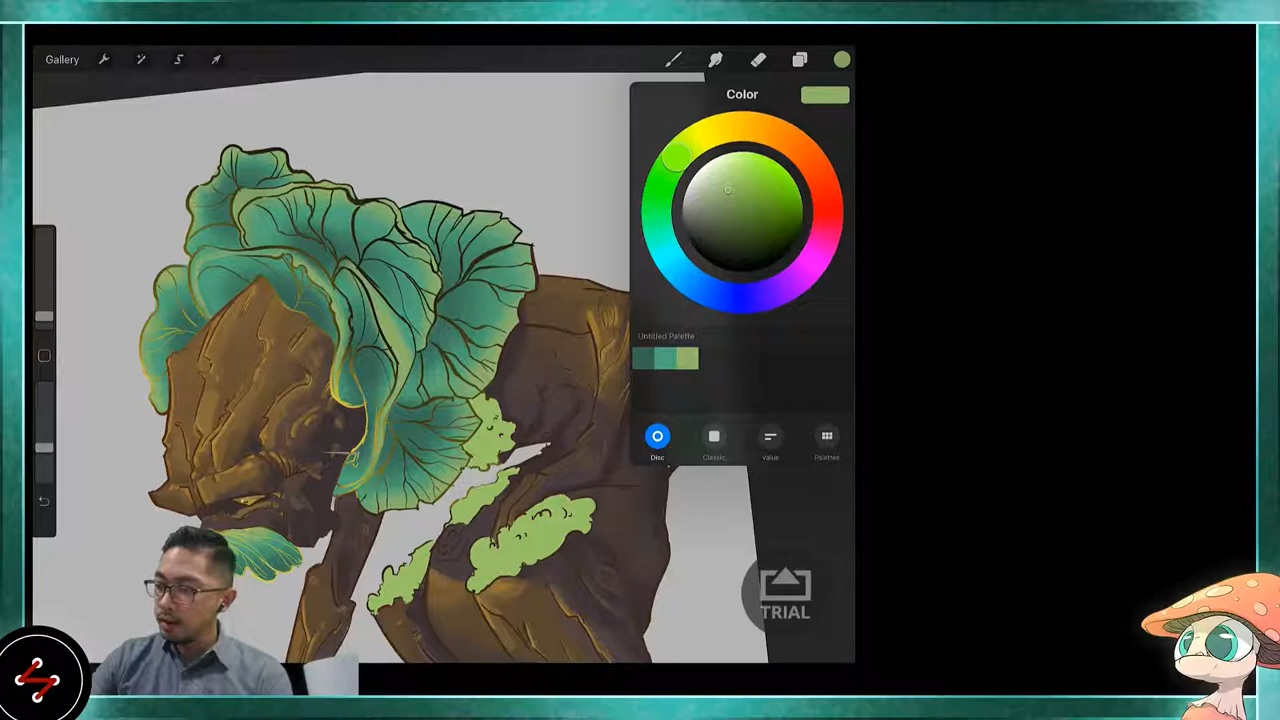 Gallery
Color
Untitled Palette
Disc
Classic
Value
Palettes
TRIAL